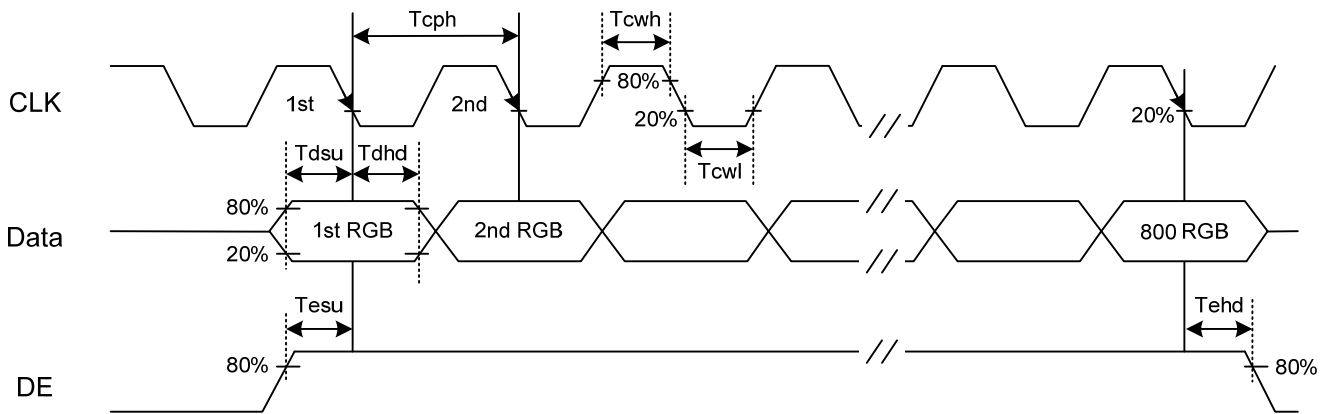 Tcph
Tcwh
CLK
1st
2nd
80%
20%
20%
Tcwl
Tdsu
Tdhd
80%
Data
1st RGB
2nd RGB
800 RGB
20%
Tesu
Tehd
80%
80%
DE